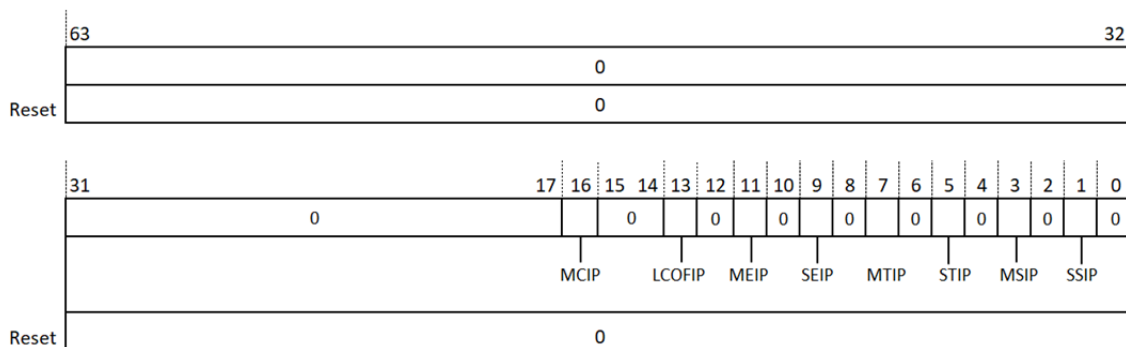 63 32
0
Reset 0
31 17 16 15 14 13 12 11 10 9 8 7 6 5 4 3 2 1 0
0 0 0 0 0 0 0 0 0
MCIP LCOFIP MEIP SEIP MTIP STIP MSIP SSIP
Reset 0